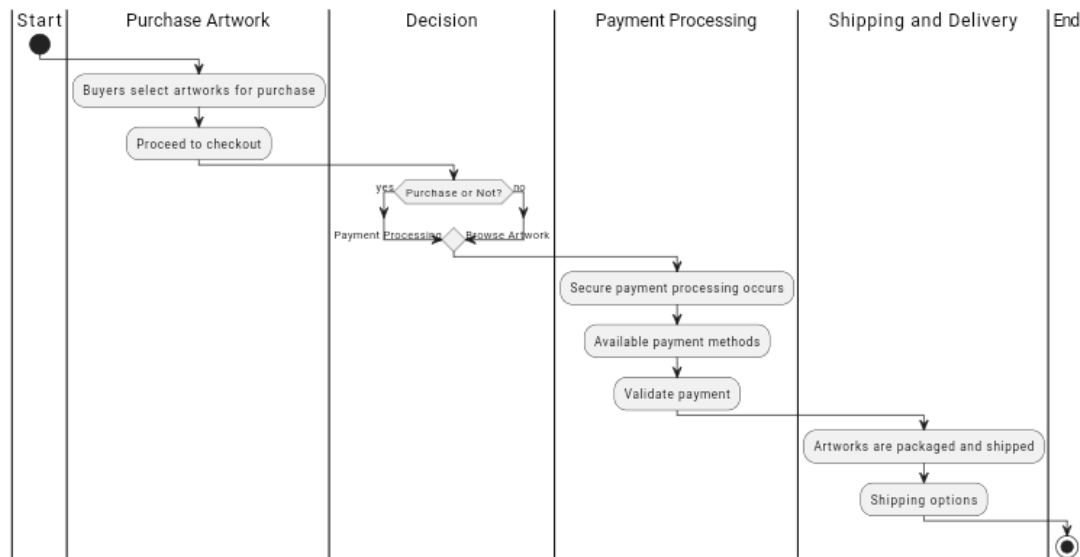 Start
Purchase Artwork
Decision
Payment Processing
Shipping and Delivery
End
Buyers select artworks for purchase
Proceed to checkout
yes
Purchase or Not?
no
Payment Processing
Browse Artwork
Secure payment processing occurs
Available payment methods
Validate payment
Artworks are packaged and shipped
Shipping options